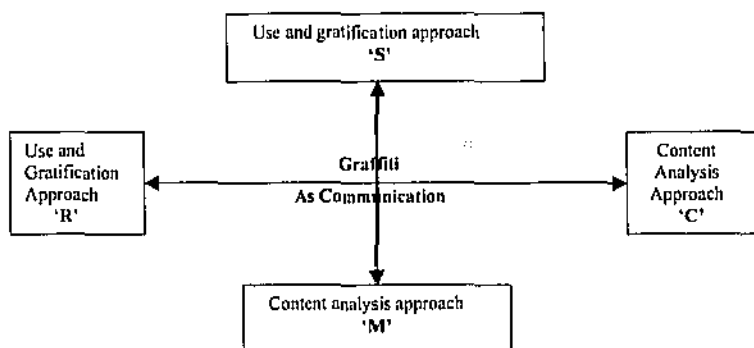 Use and gratification approach
'S'
Use and
Gratification
Approach
'R'
Graffiti
As Communication
Content
Analysis
Approach
'C'
Content analysis approach
'M'